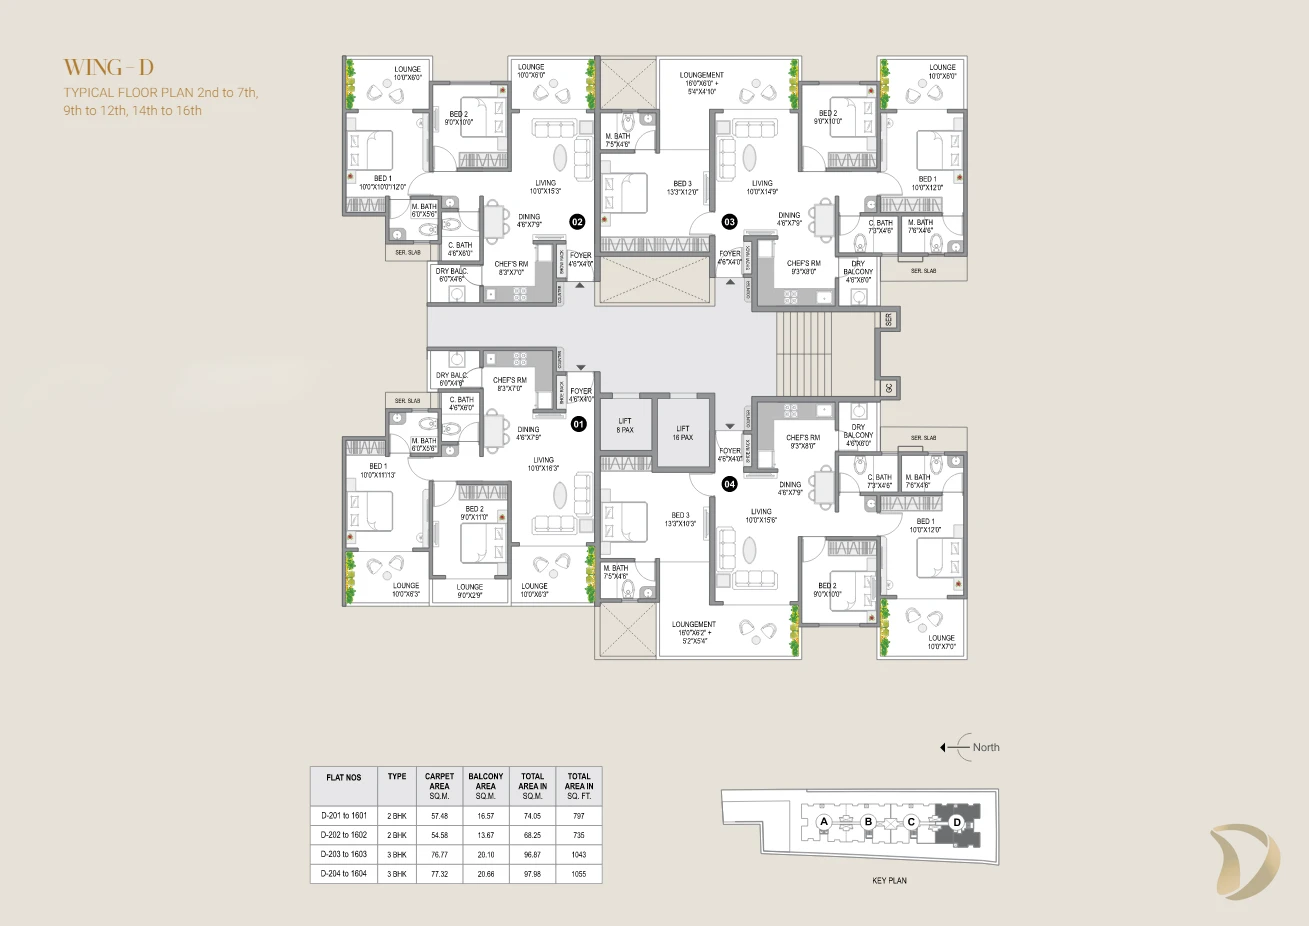 WING - D
TYPICAL FLOOR PLAN 2nd to 7th,
9th to 12th, 14th to 16th
LOUNGE
10'0"X6'0"
LOUNGE
10'0"X6'0"
LOUNGEMENT
16'0"X6'0" +
5'4"X4'10"
LOUNGE
10'0"X6'0"
BED 2
9'0"X10'0"
M. BATH
7'5"X4'6"
BED 2
9'0"X10'0"
BED 1
10'0"X10'0"/12'0"
LIVING
10'0"X15'3"
BED 3
13'3"X12'0"
LIVING
10'0"X14'9"
BED 1
10'0"X12'0"
M. BATH
6'0"X5'6"
DINING
4'6"X7'9"
02
03
DINING
4'6"X7'9"
C. BATH
7'3"X4'6"
M. BATH
7'6"X4'6"
SER. SLAB
C. BATH
4'6"X6'0"
CHEF'S RM
8'3"X7'0"
FOYER
4'6"X4'0"
SHOE RACK
FOYER
4'6"X4'0"
SHOE RACK
CHEF'S RM
9'3"X8'0"
DRY
BALCONY
4'6"X6'0"
SER. SLAB
DRY BALC.
6'0"X4'6"
COUNTER
COUNTER
SER
DRY BALC.
6'0"X4'6"
CHEF'S RM
8'3"X7'0"
COUNTER
GC
SER. SLAB
C. BATH
4'6"X6'0"
SHOE RACK
FOYER
4'6"X4'0"
01
LIFT
8 PAX
LIFT
16 PAX
COUNTER
CHEF'S RM
9'3"X8'0"
DRY
BALCONY
4'6"X6'0"
SER. SLAB
M. BATH
6'0"X5'6"
DINING
4'6"X7'9"
FOYER
4'6"X4'0"
SHOE RACK
BED 1
10'0"X11'/13'
LIVING
10'0"X16'3"
04
DINING
4'6"X7'9"
C. BATH
7'3"X4'6"
M. BATH
7'6"X4'6"
BED 2
9'0"X11'0"
BED 3
13'3"X10'3"
LIVING
10'0"X15'6"
BED 1
10'0"X12'0"
M. BATH
7'5"X4'6"
BED 2
9'0"X10'0"
LOUNGE
10'0"X6'3"
LOUNGE
9'0"X2'9"
LOUNGE
10'0"X6'3"
LOUNGEMENT
16'0"X6'2" +
5'2"X5'4"
LOUNGE
10'0"X7'0"
North
FLAT NOS TYPE CARPET AREA SQ.M. BALCONY AREA SQ.M. TOTAL AREA IN SQ.M. TOTAL AREA IN SQ. FT.
D-201 to 1601 2 BHK 57.48 16.57 74.05 797
D-202 to 1602 2 BHK 54.58 13.67 68.25 735
D-203 to 1603 3 BHK 76.77 20.10 96.87 1043
D-204 to 1604 3 BHK 77.32 20.66 97.98 1055
A B C D
KEY PLAN